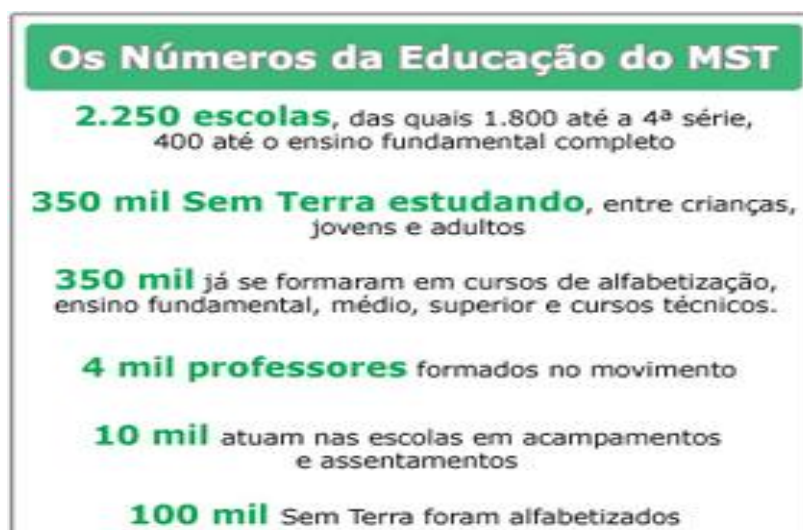 Os Números da Educação do MST
2.250 escolas, das quais 1.800 até a 4ª série,
400 até o ensino fundamental completo
350 mil Sem Terra estudando, entre crianças,
jovens e adultos
350 mil já se formaram em cursos de alfabetização,
ensino fundamental, médio, superior e cursos técnicos.
4 mil professores formados no movimento
10 mil atuam nas escolas em acampamentos
e assentamentos
100 mil Sem Terra foram alfabetizados